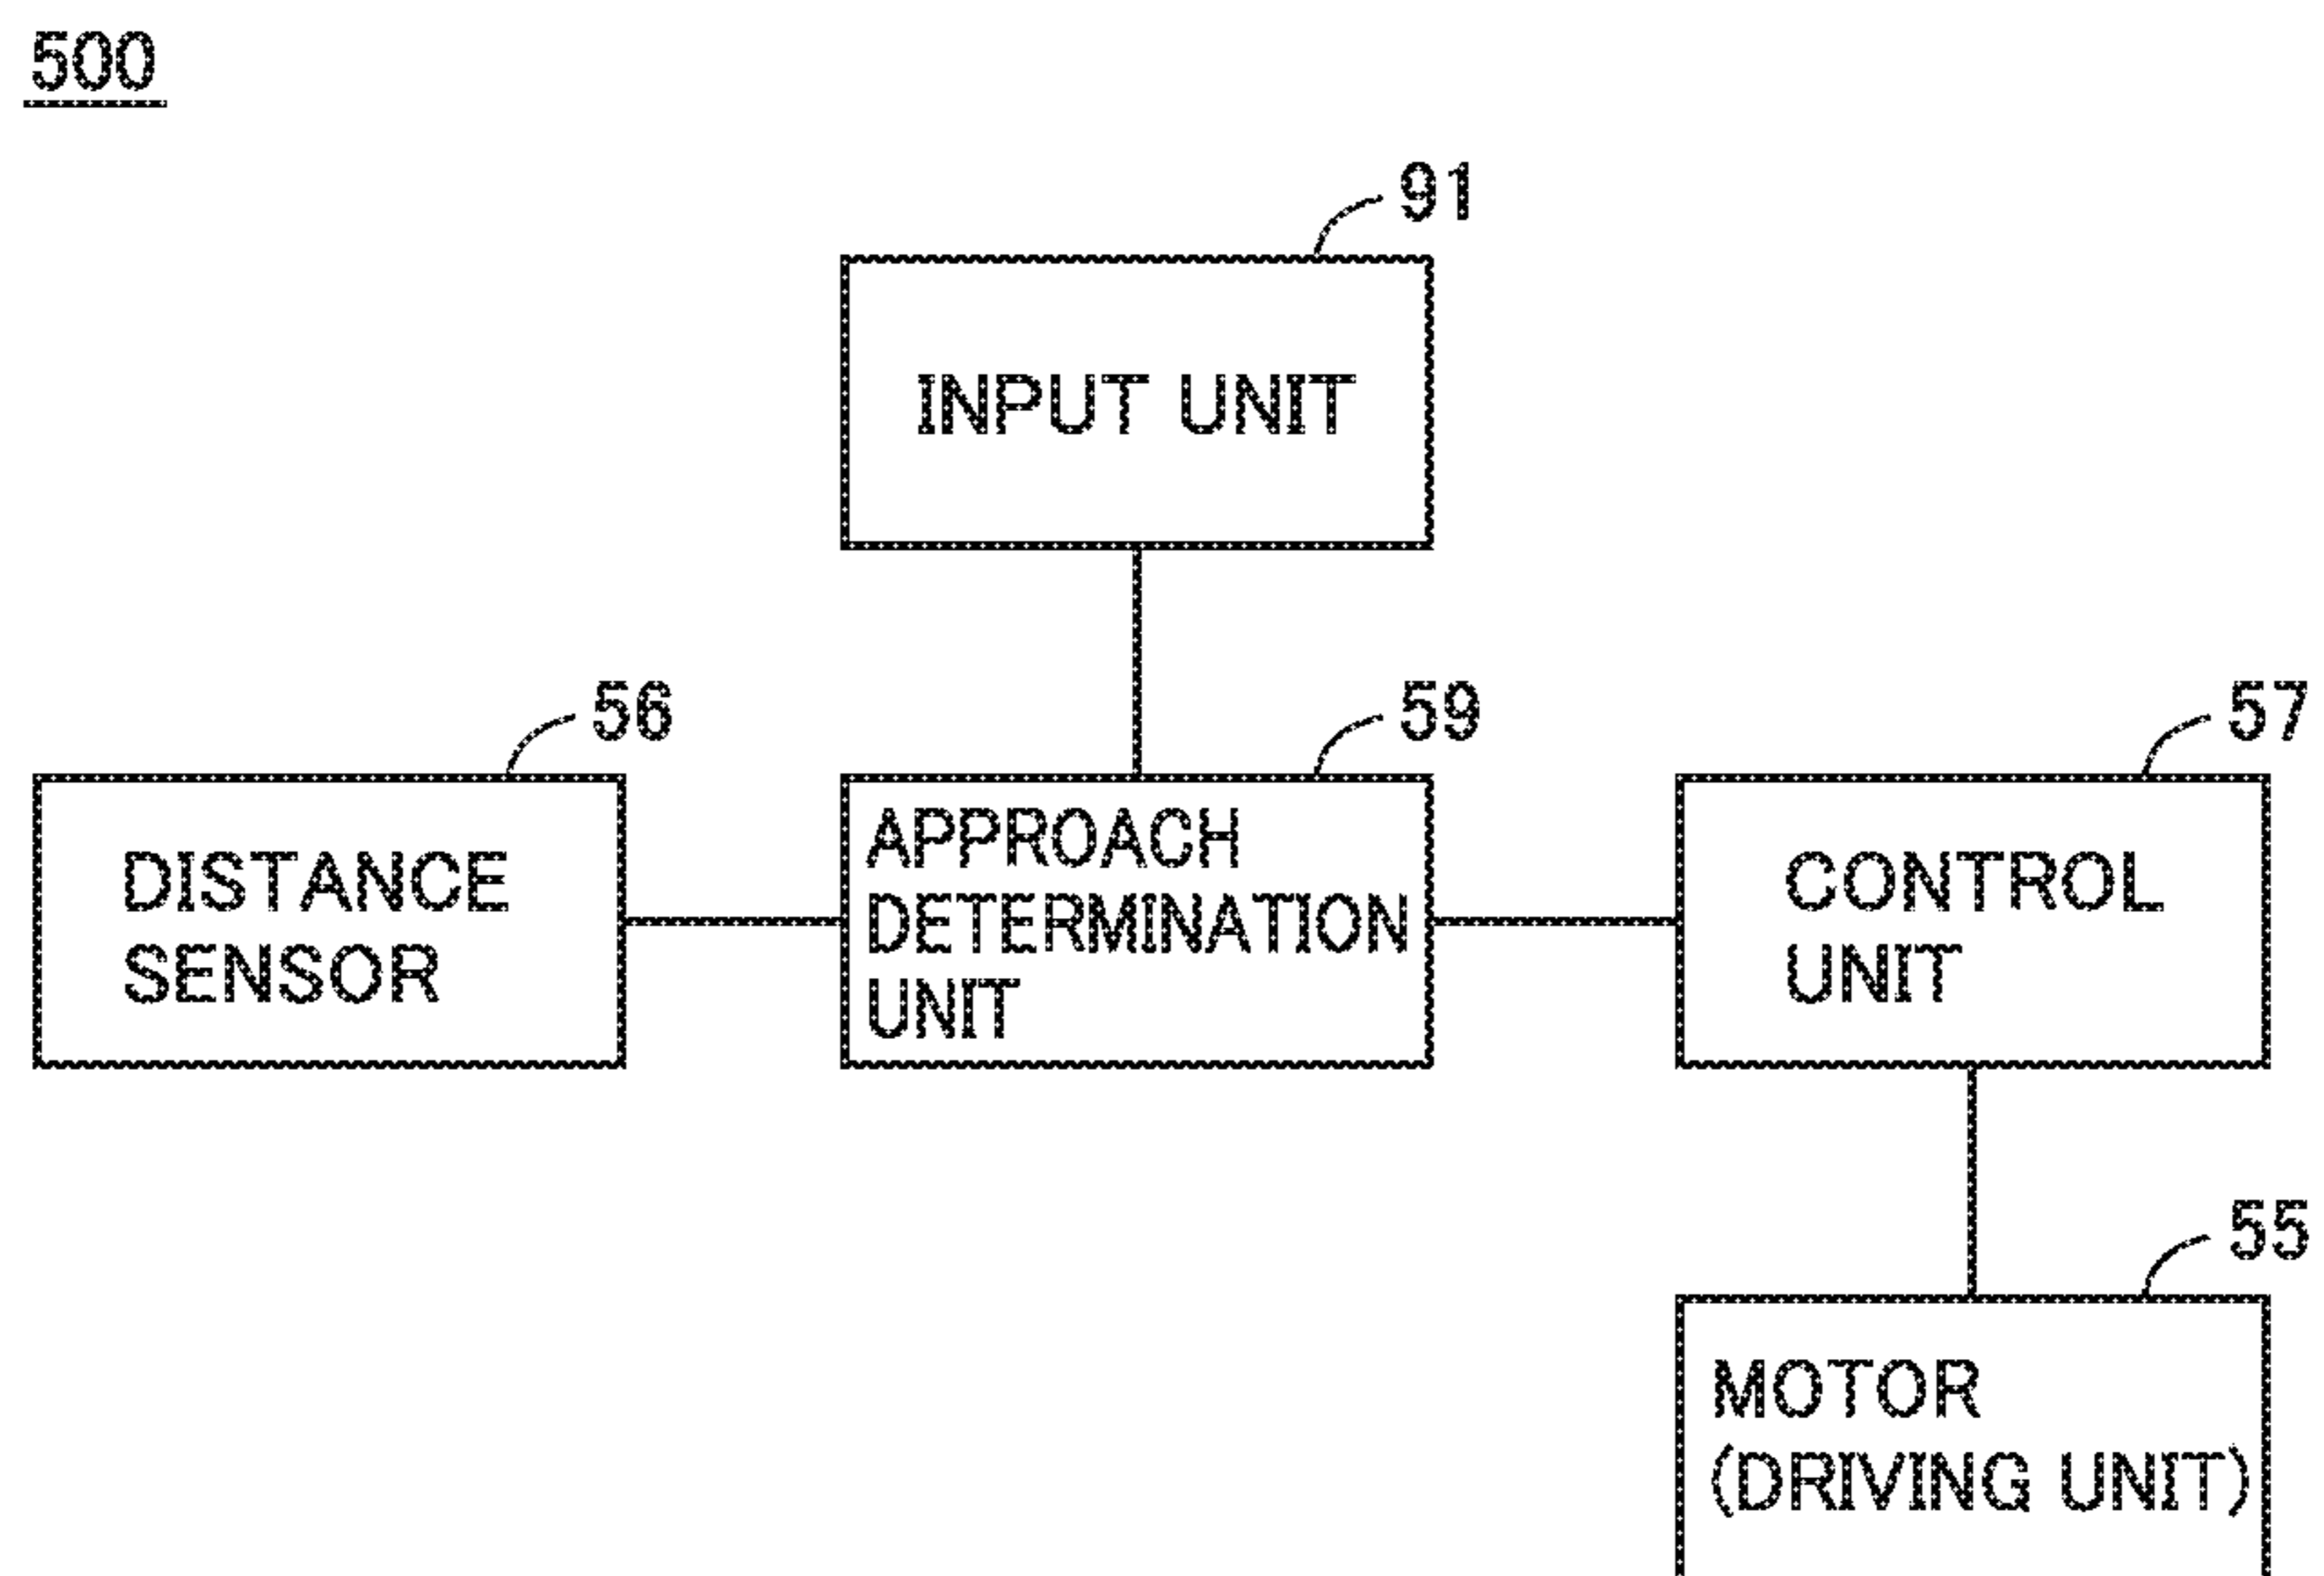 500
91
INPUT UNIT
56
59
57
DISTANCE
SENSOR
APPROACH
DETERMINATION
UNIT
CONTROL
UNIT
55
MOTOR
(DRIVING UNIT)